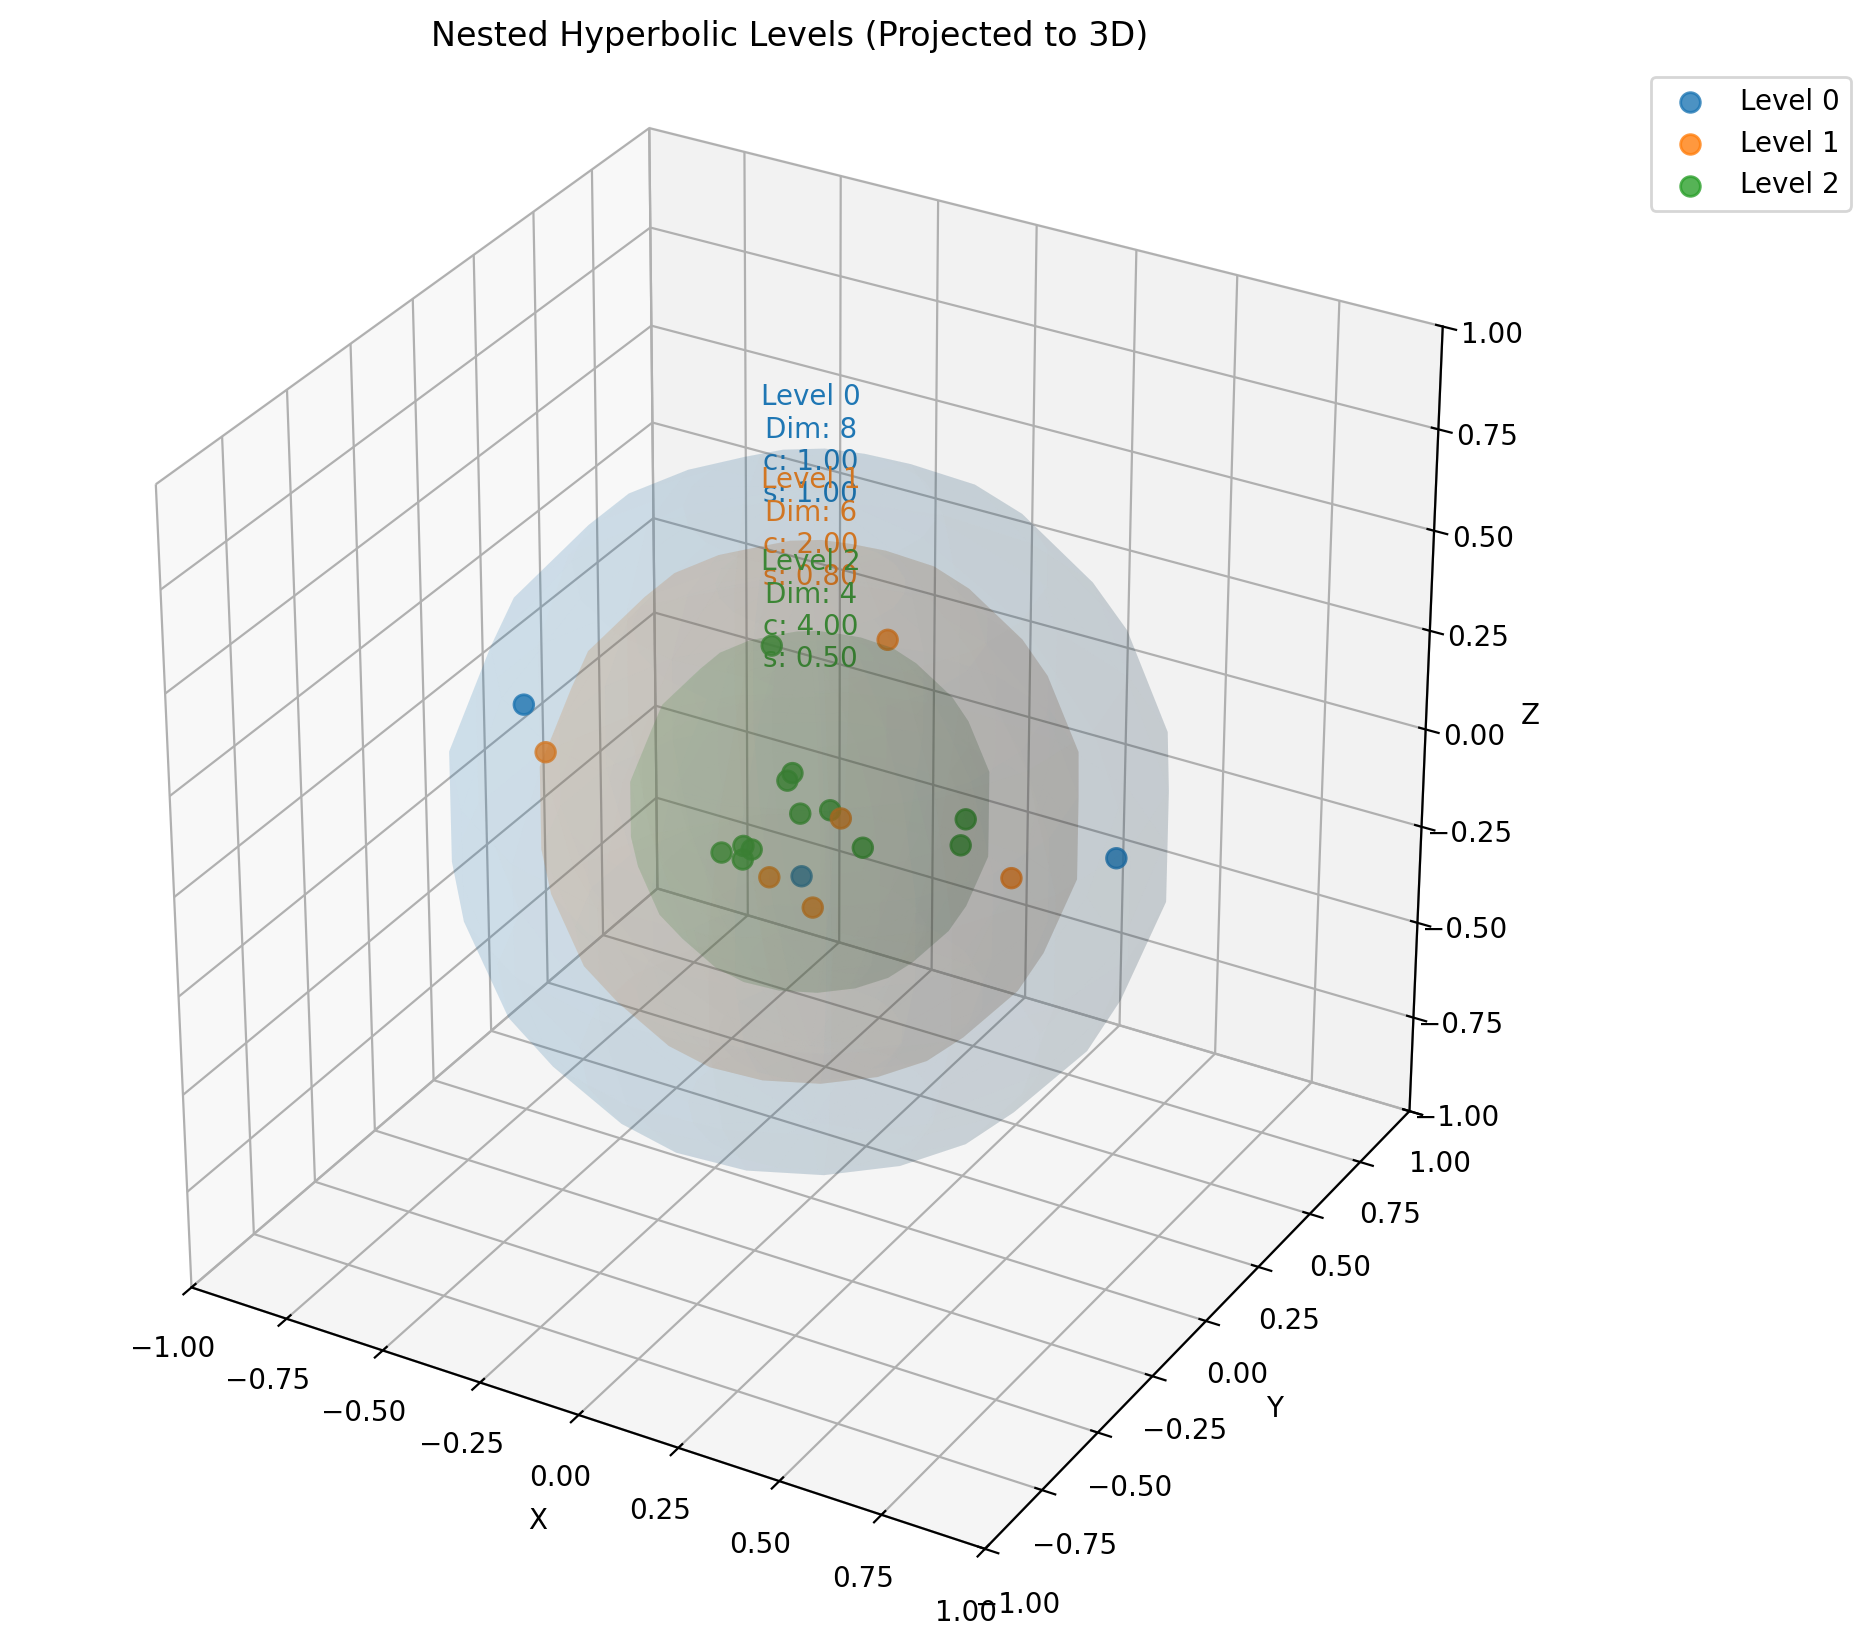 Nested Hyperbolic Levels (Projected to 3D)
Level 0
Level 1
Level 2
Level 0
Dim: 8
c: 1.00
s: 1.00
Level 1
Dim: 6
c: 2.00
s: 0.80
Level 2
Dim: 4
c: 4.00
s: 0.50
1.00
0.75
0.50
0.25
0.00
−0.25
−0.50
−0.75
−1.00
Z
1.00
0.75
0.50
0.25
0.00
−0.25
−0.50
−0.75
−1.00
Y
−1.00
−0.75
−0.50
−0.25
0.00
0.25
0.50
0.75
1.00
X